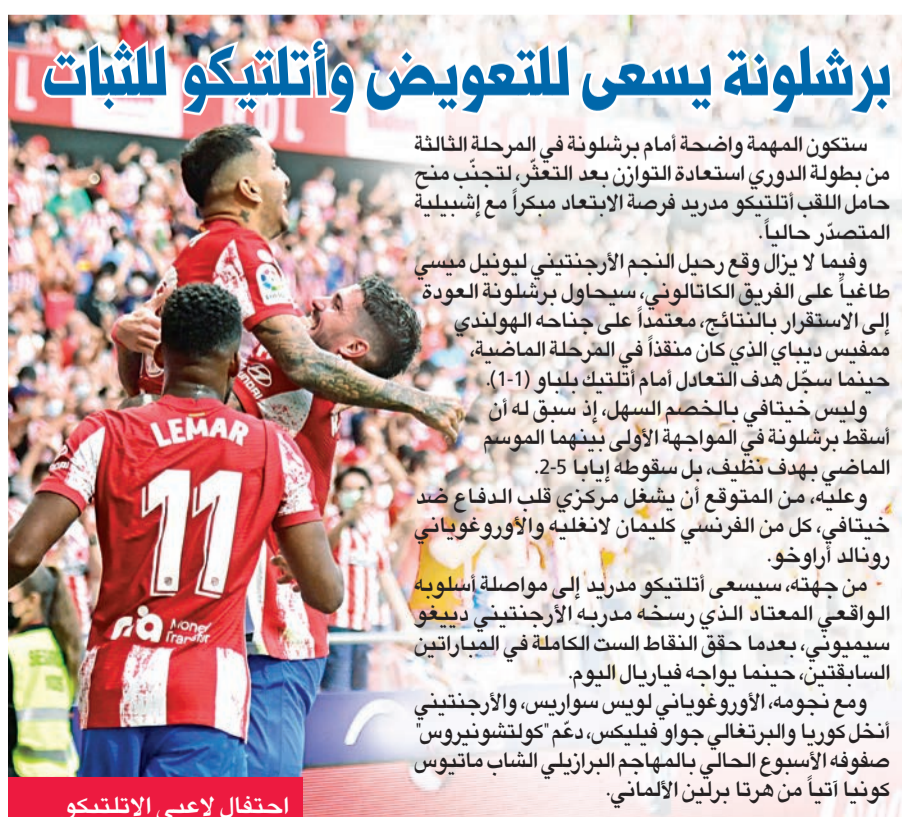 برشلونة يسعى للتعويض وأتلتيكو للثبات
ستكون المهمة واضحة أمام برشلونة في المرحلة الثالثة
من بطولة الدوري استعادة التوازن بعد التعثّر، لتجنّب منح
حامل اللقب أتلتيكو مدريد فرصة الابتعاد مبكراً مع إشبيلية
المتصدّر حالياً.
وفيما لا يزال وقع رحيل النجم الأرجنتيني ليونيل ميسي
طاغياً على الفريق الكاتالوني، سيحاول برشلونة العودة
إلى الاستقرار بالنتائج، معتمداً على جناحه الهولندي
ممفيس ديباي الذي كان منقذاً في المرحلة الماضية،
حينما سجّل هدف التعادل أمام أتلتيك بلباو (1-1).
وليس خيتافي بالخصم السهل، إذ سبق له أن
أسقط برشلونة في المواجهة الأولى بينهما الموسم
الماضي بهدف نظيف، بل سقوطه إيابا 5-2.
وعليه، من المتوقع أن يشغل مركزي قلب الدفاع ضد
خيتافي، كل من الفرنسي كليمان لانغليه والأوروغوياني
رونالد أراوخو.
من جهته، سيسعى أتلتيكو مدريد إلى مواصلة أسلوبه
الواقعي المعتاد الذي رسخه مدربه الأرجنتيني دييغو
سيميوني، بعدما حقق النقاط الست الكاملة في المباراتين
السابقتين، حينما يواجه فياريال اليوم.
ومع نجومه، الأوروغوياني لويس سواريس، والأرجنتيني
أنخل كوريا والبرتغالي جواو فيليكس، دعّم "كولتشونيروس"
صفوفه الأسبوع الحالي بالمهاجم البرازيلي الشاب ماتيوس
كونيا آتياً من هرتا برلين الألماني.
LEMAR
11
ria Money
Transfer
HYUNDAI
احتفال لاعبي الاتلتيكو